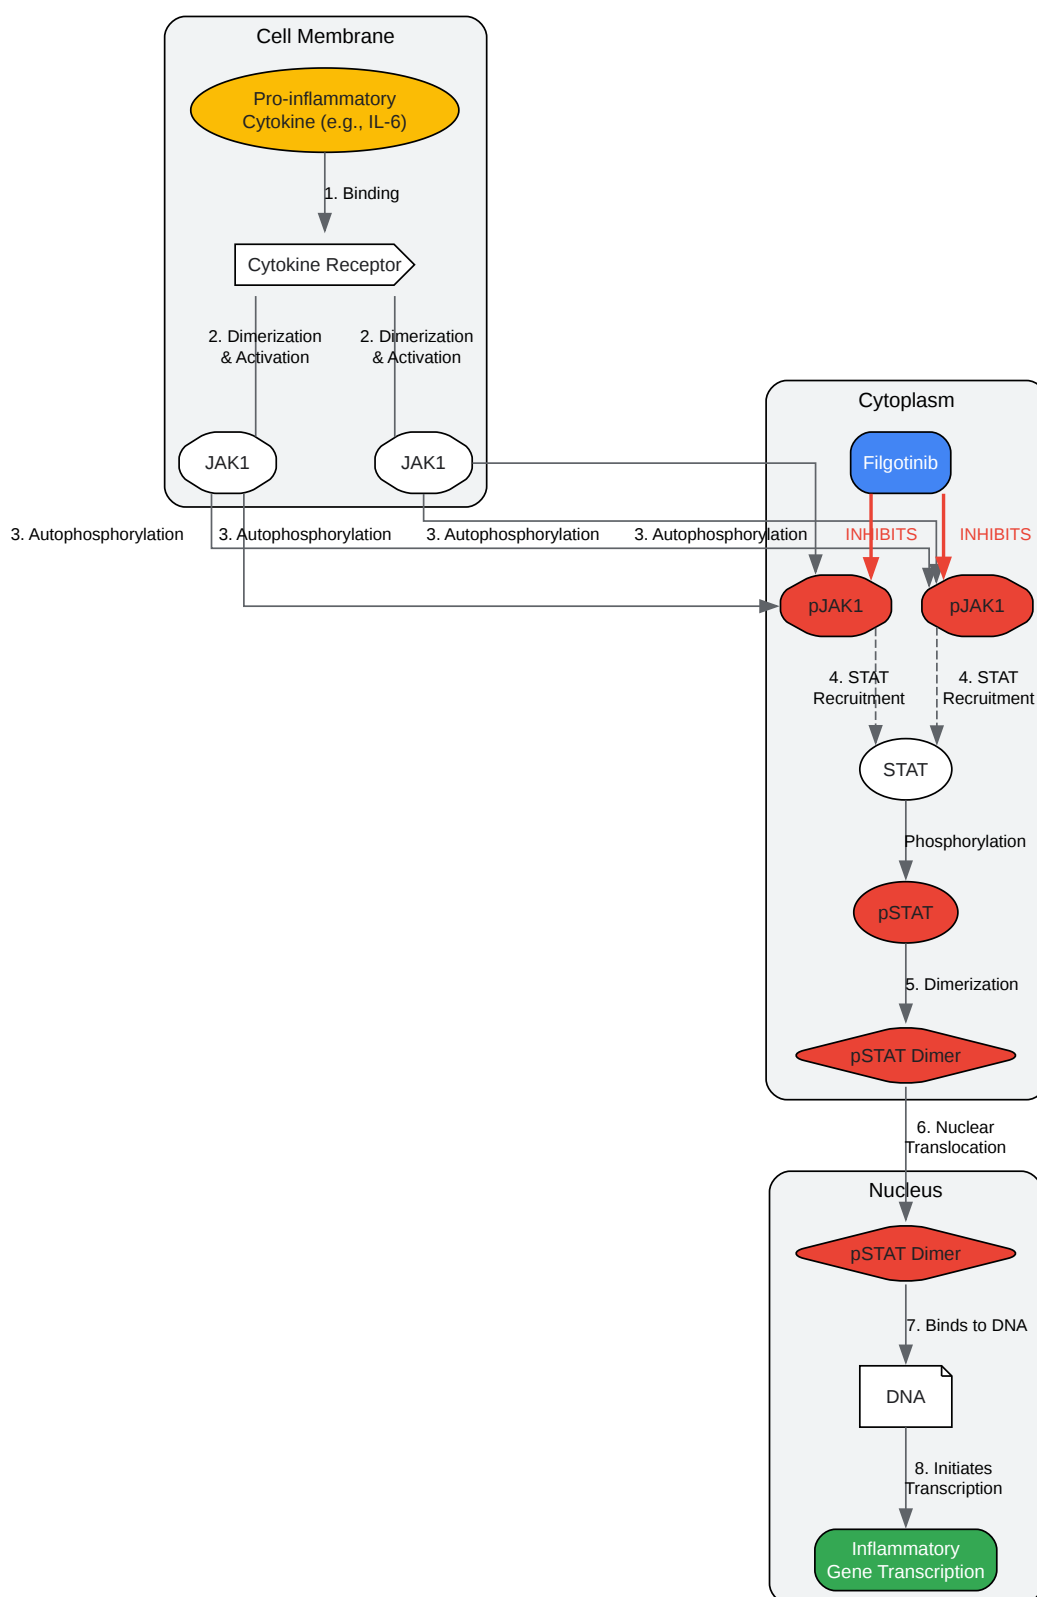 Cell Membrane
Pro-inflammatory
Cytokine (e.g., IL-6)
1. Binding
Cytokine Receptor
2. Dimerization
& Activation
2. Dimerization
& Activation
JAK1
JAK1
Cytoplasm
Filgotinib
3. Autophosphorylation
3. Autophosphorylation
3. Autophosphorylation
3. Autophosphorylation
INHIBITS
INHIBITS
pJAK1
pJAK1
4. STAT
Recruitment
4. STAT
Recruitment
STAT
Phosphorylation
pSTAT
5. Dimerization
pSTAT Dimer
6. Nuclear
Translocation
Nucleus
pSTAT Dimer
7. Binds to DNA
DNA
8. Initiates
Transcription
Inflammatory
Gene Transcription